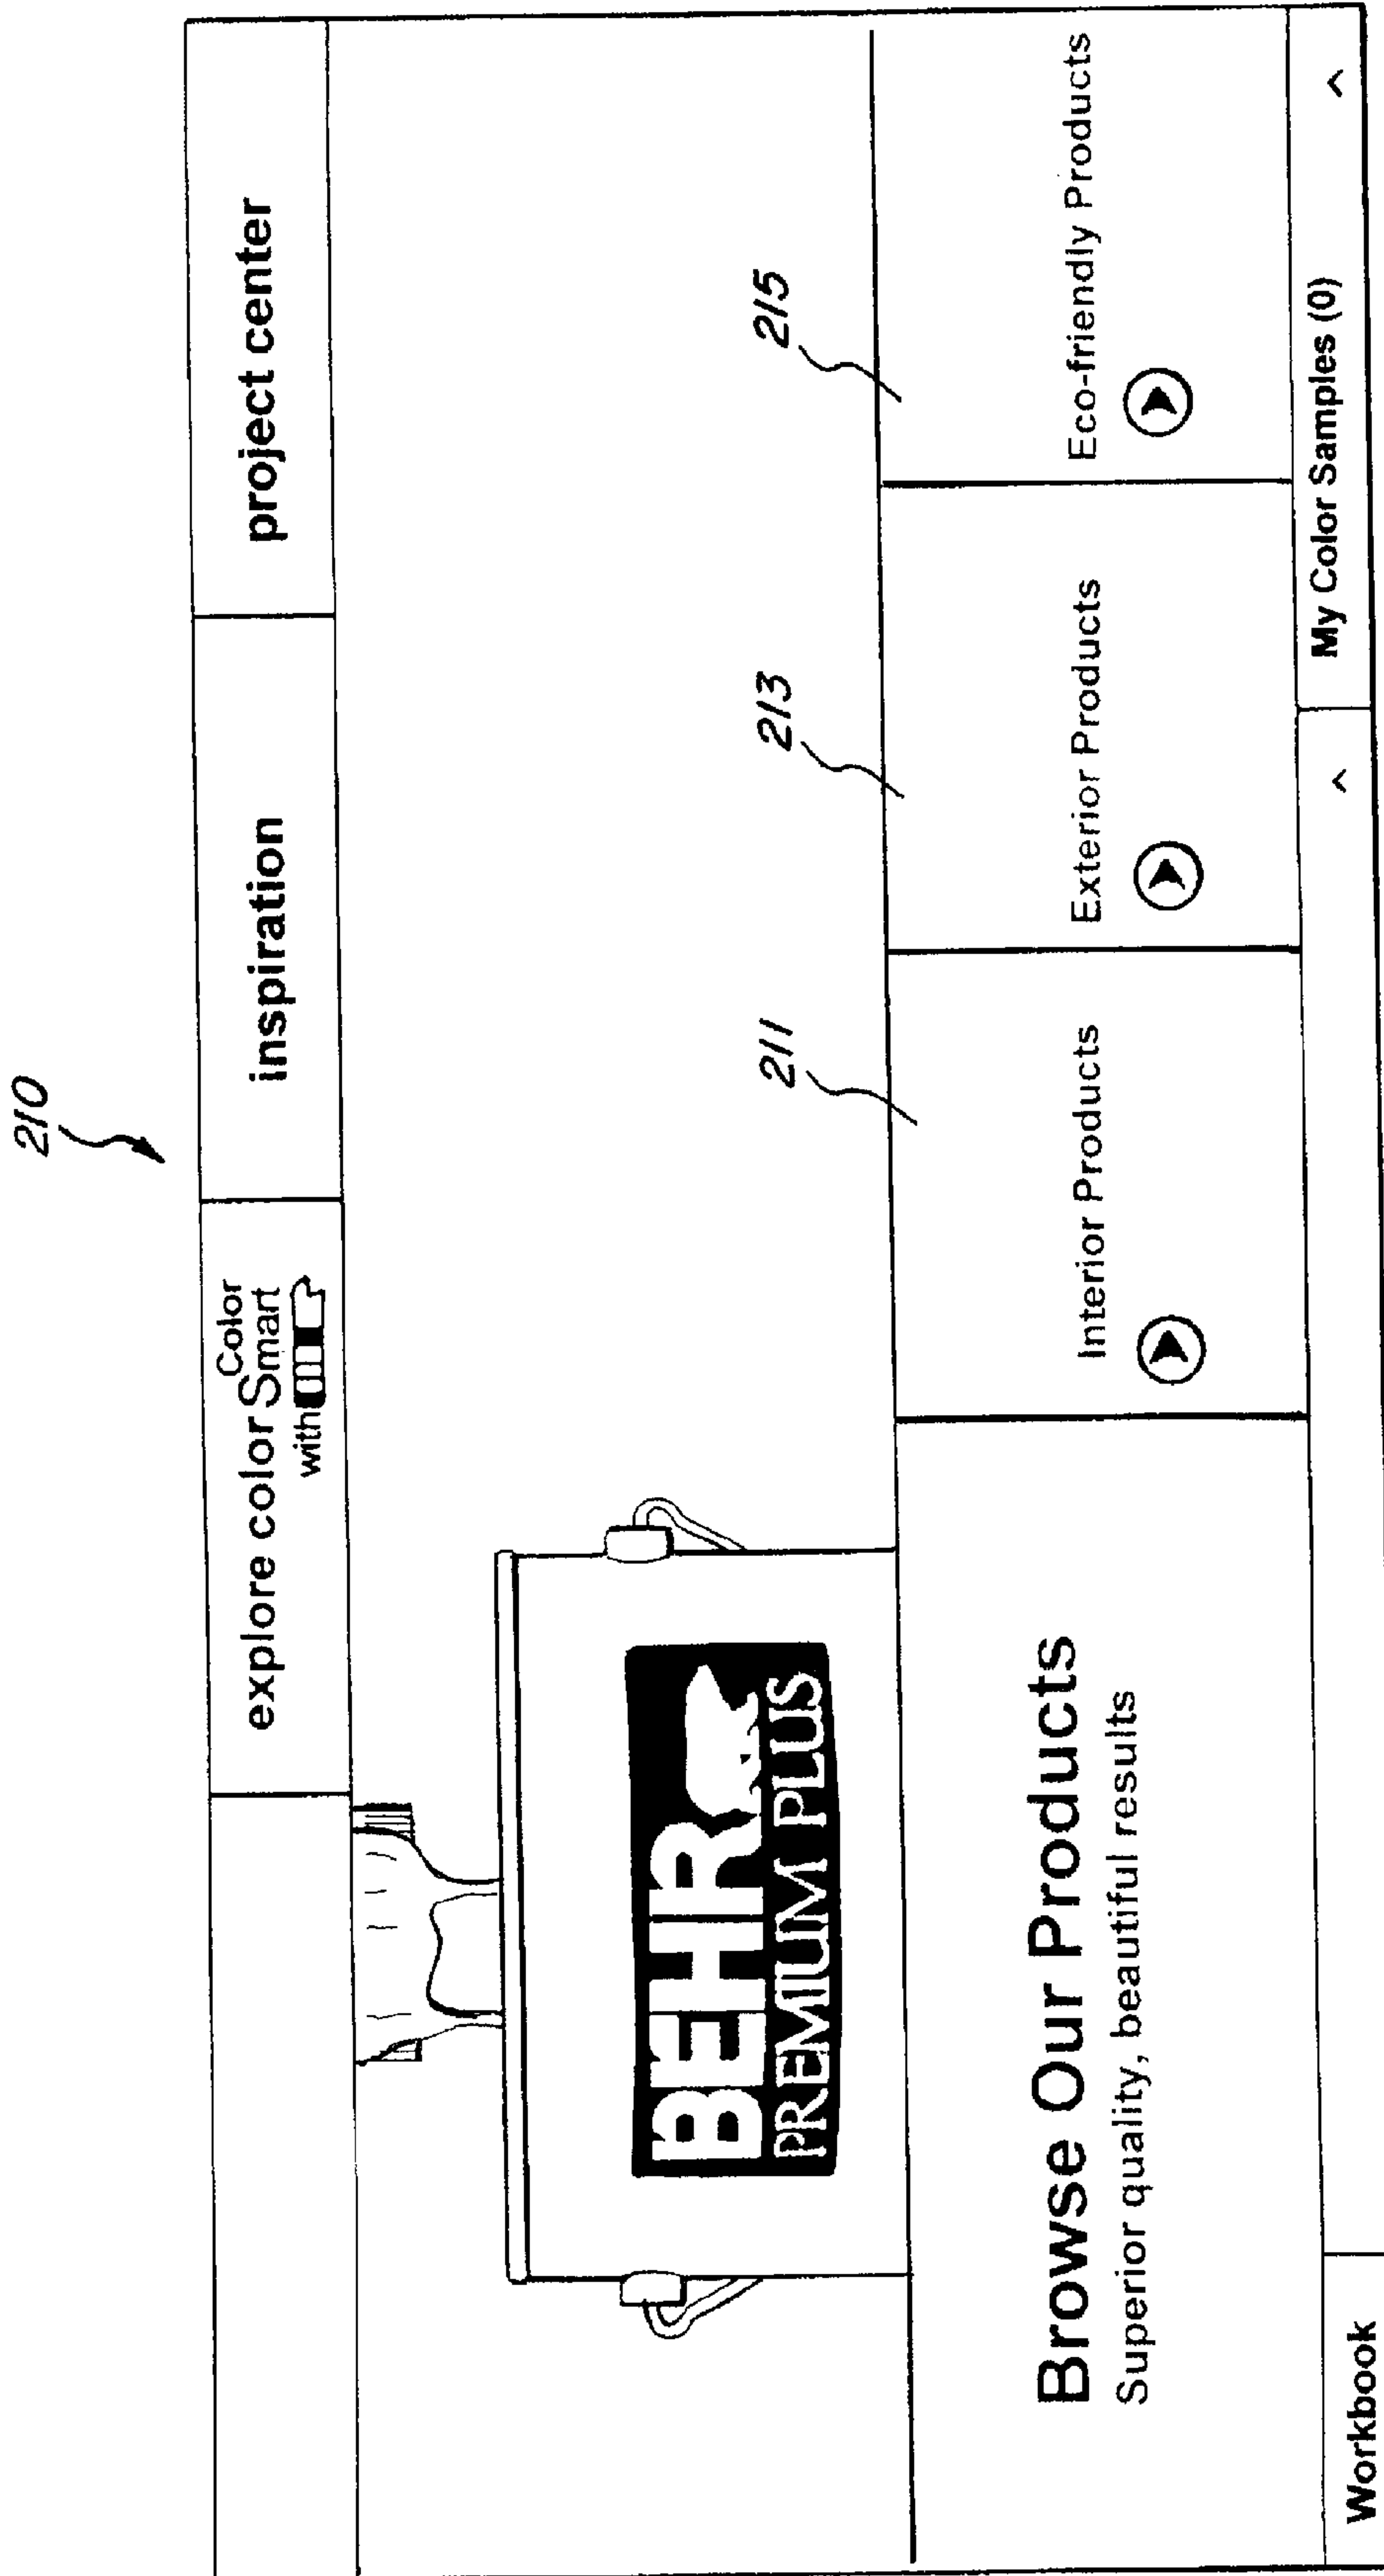 210
explore color
Color
Smart
with
inspiration
project center
BEHR
PREMIUM PLUS
211
213
215
Browse Our Products
Superior quality, beautiful results
Interior Products
Exterior Products
Eco-friendly Products
Workbook
^
My Color Samples (0)
^